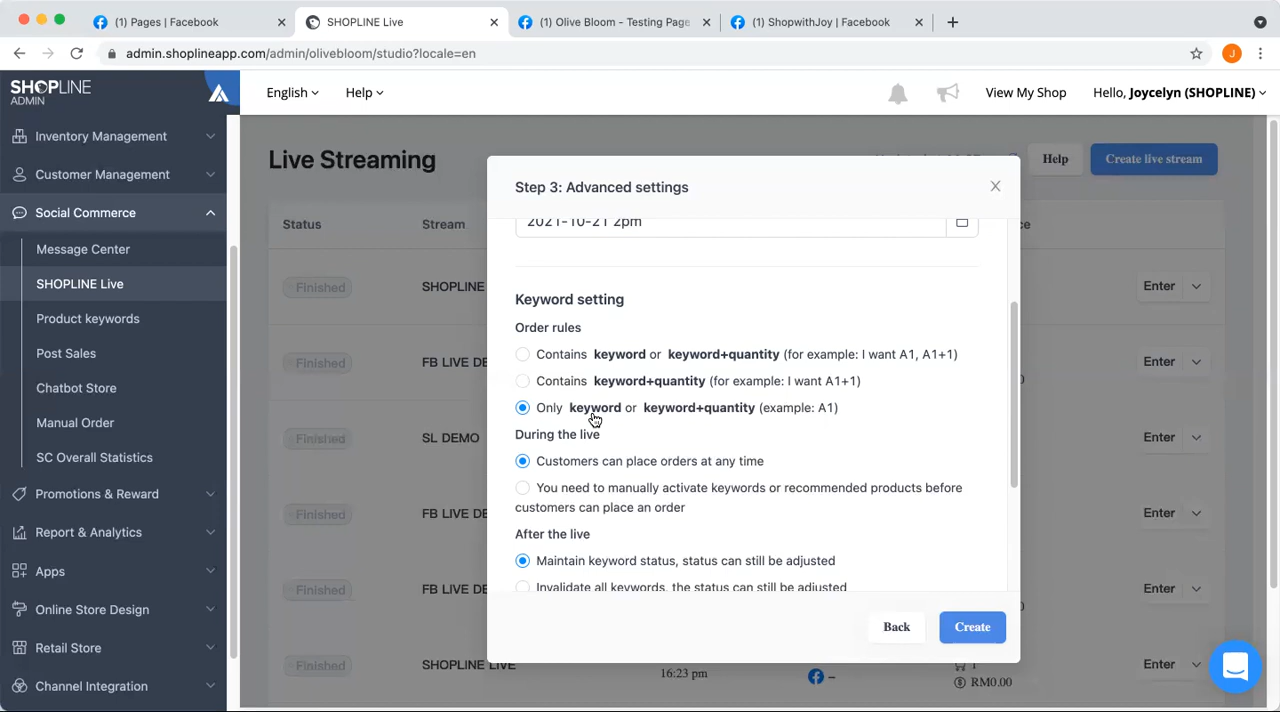 (1) Pages | Facebook
SHOPLINE Live
(1) Olive Bloom - Testing Page
(1) ShopwithJoy | Facebook
admin.shoplineapp.com/admin/olivebloom/studio?locale=en
J
SHOPLINE
ADMIN
English
Help
View My Shop
Hello, Joycelyn (SHOPLINE)
Inventory Management
Customer Management
Social Commerce
Message Center
SHOPLINE Live
Product keywords
Post Sales
Chatbot Store
Manual Order
SC Overall Statistics
Promotions & Reward
Report & Analytics
Apps
Online Store Design
Retail Store
Channel Integration
Live Streaming
Help
Create live stream
Status
Stream
Finished
SHOPLINE
Enter
Finished
FB LIVE DE
Enter
Finished
SL DEMO
Enter
Finished
FB LIVE DE
Enter
Finished
FB LIVE DE
Enter
Finished
SHOPLINE LIVE
16:23 pm
–
1
RM0.00
Enter
Step 3: Advanced settings
2021-10-21 2pm
Keyword setting
Order rules
Contains keyword or keyword+quantity (for example: I want A1, A1+1)
Contains keyword+quantity (for example: I want A1+1)
Only keyword or keyword+quantity (example: A1)
During the live
Customers can place orders at any time
You need to manually activate keywords or recommended products before
customers can place an order
After the live
Maintain keyword status, status can still be adjusted
Invalidate all keywords, the status can still be adjusted
Back
Create